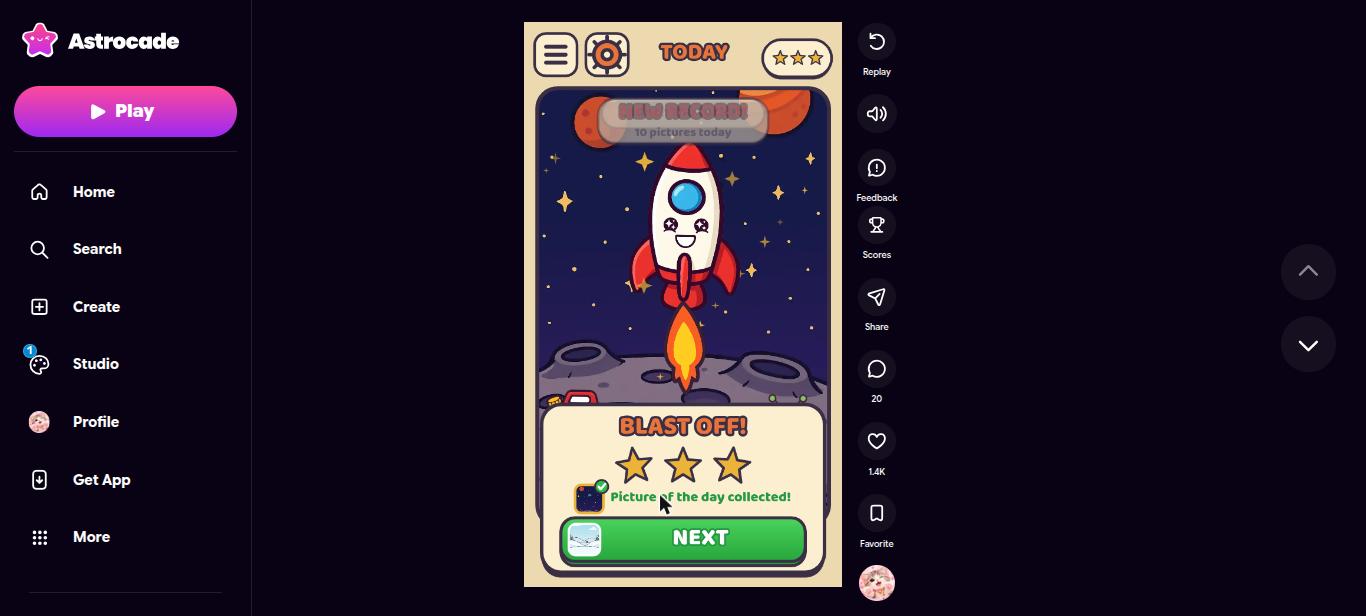 Astrocade
Play
Home
Search
Create
1
Studio
Profile
Get App
More
TODAY
NEW RECORD!
10 pictures today
BLAST OFF!
Picture of the day collected!
NEXT
Replay
Feedback
Scores
Share
20
1.4K
Favorite